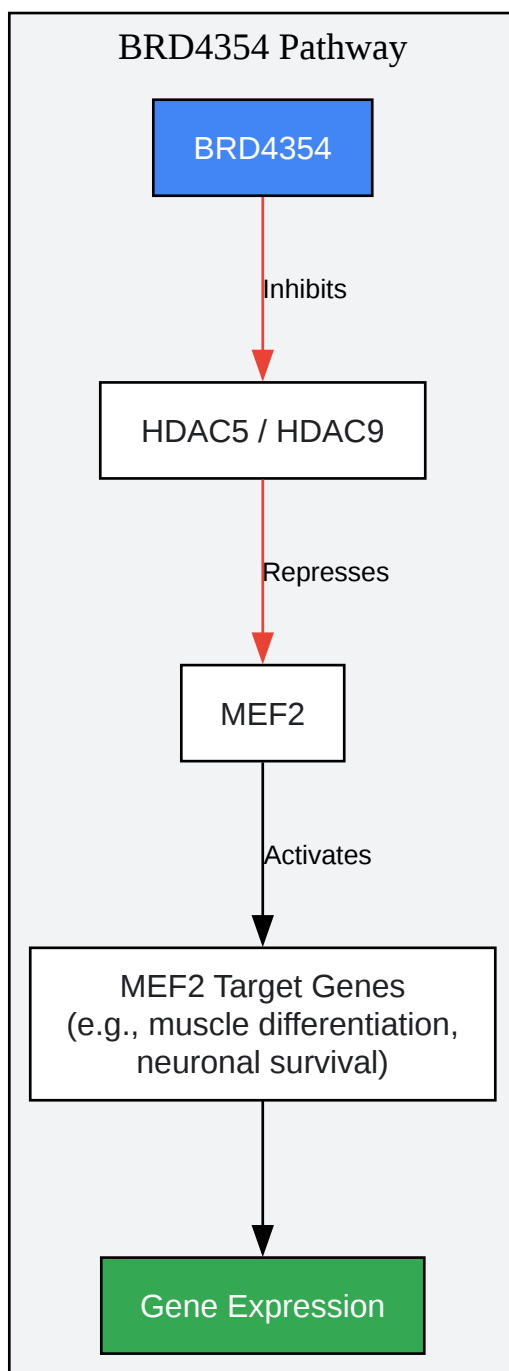 BRD4354 Pathway
BRD4354
Inhibits
HDAC5 / HDAC9
Represses
MEF2
Activates
MEF2 Target Genes
(e.g., muscle differentiation,
neuronal survival)
Gene Expression